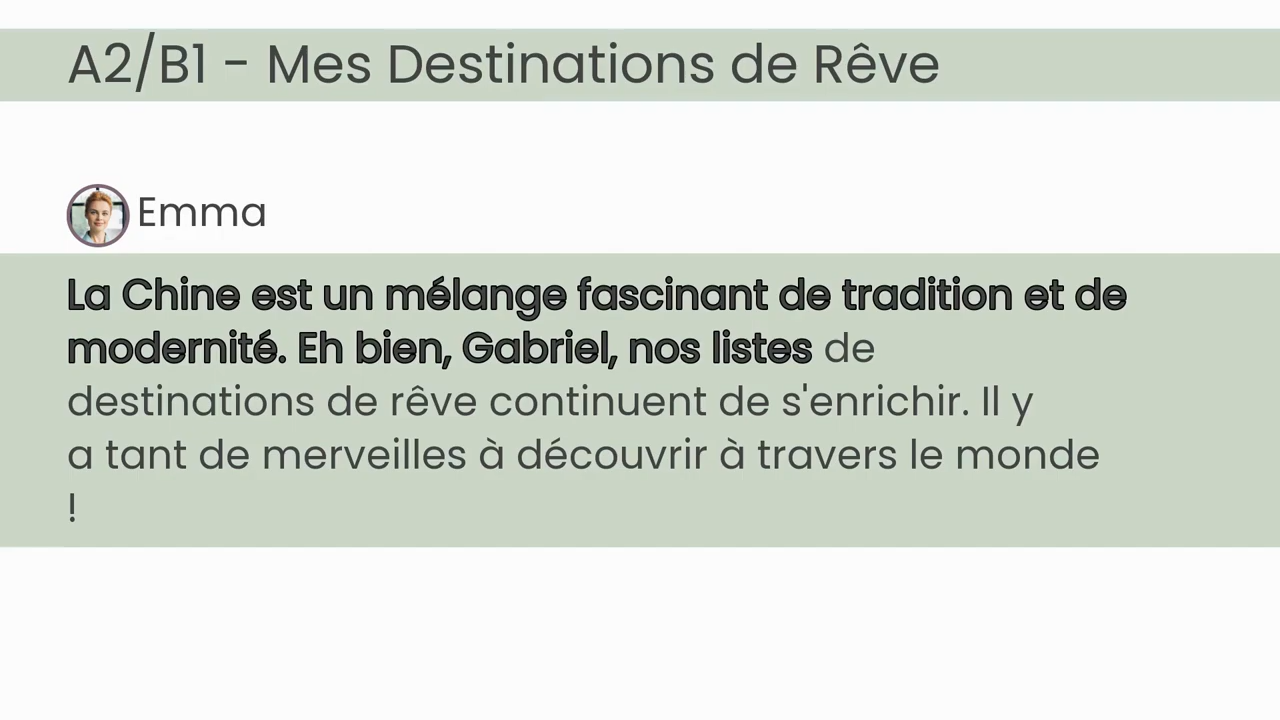 A2/B1 - Mes Destinations de Rêve
Emma
La Chine est un mélange fascinant de tradition et de
modernité. Eh bien, Gabriel, nos listes de
destinations de rêve continuent de s'enrichir. Il y
a tant de merveilles à découvrir à travers le monde
!